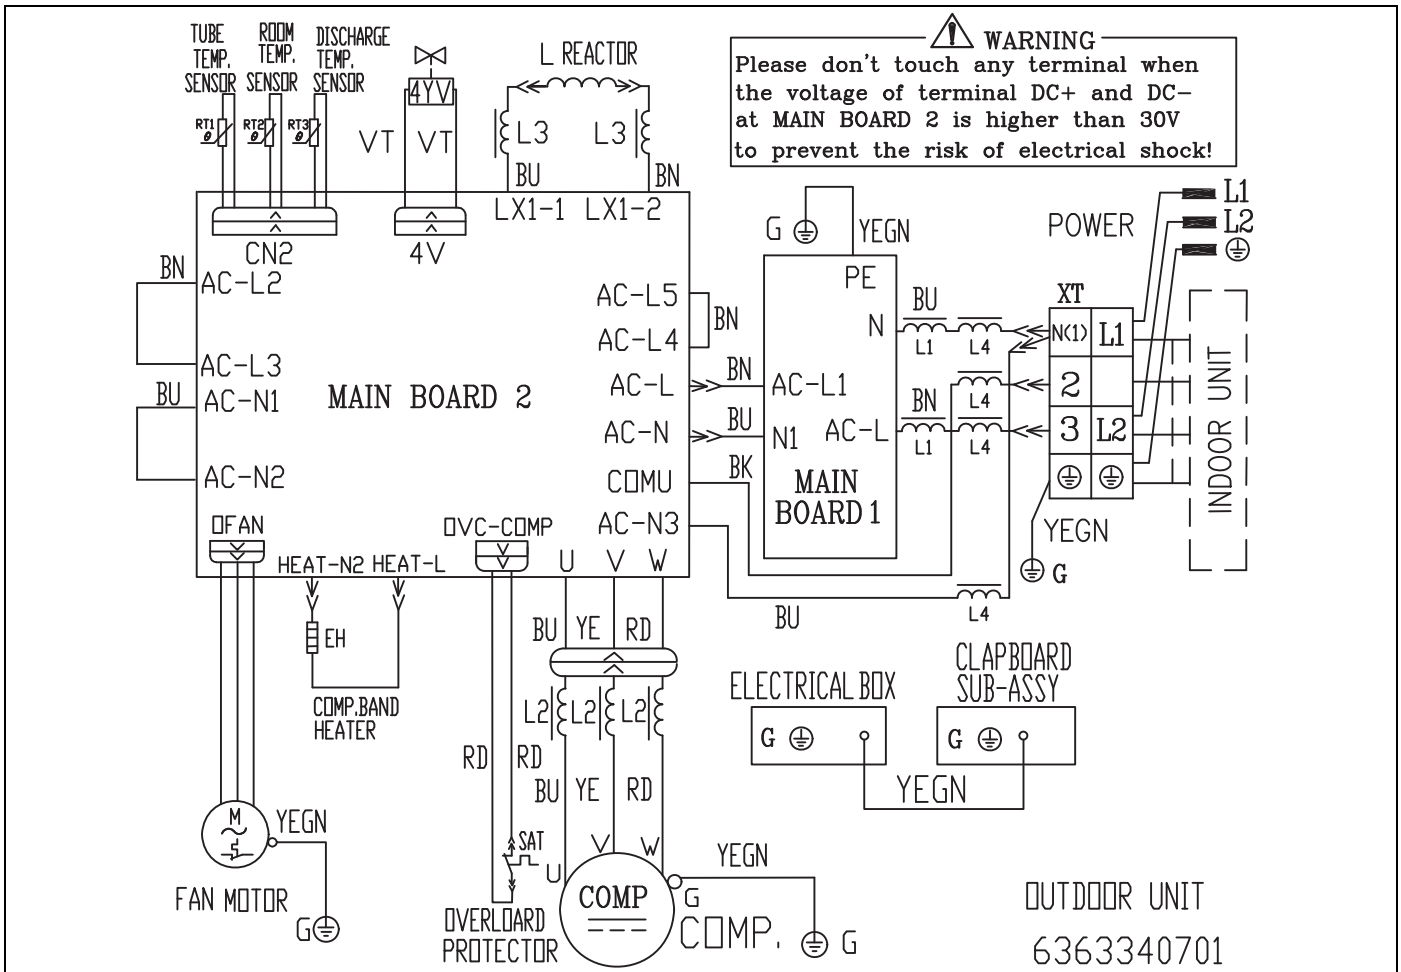 TUBE
TEMP.
SENSOR
ROOM
TEMP.
SENSOR
DISCHARGE
TEMP.
SENSOR
RT1
θ
RT2
θ
RT3
θ
4YV
VT
VT
L REACTOR
L3
L3
BU
BN
WARNING
Please don't touch any terminal when
the voltage of terminal DC+ and DC-
at MAIN BOARD 2 is higher than 30V
to prevent the risk of electrical shock!
CN2
4V
LX1-1
LX1-2
G
YEGN
POWER
L1
L2
BN
AC-L2
AC-L3
BU
AC-N1
AC-N2
MAIN BOARD 2
AC-L5
AC-L4
BN
AC-L
BN
AC-N
BU
COMU
BK
AC-N3
BU
PE
N
AC-L1
AC-L
N1
MAIN
BOARD 1
BU
L1
L4
L4
BN
L1
L4
L4
XT
N(1)
L1
2
3
L2
YEGN
G
INDOOR UNIT
OFAN
HEAT-N2
HEAT-L
OVC-COMP
U
V
W
EH
COMP.BAND
HEATER
BU
YE
RD
L2
L2
L2
RD
RD
BU
YE
RD
ELECTRICAL BOX
G
CLAPBOARD
SUB-ASSY
G
YEGN
M
YEGN
G
FAN MOTOR
SAT
OVERLOARD
PROTECTOR
U
V
W
COMP
G
YEGN
COMP.
G
OUTDOOR UNIT
6363340701